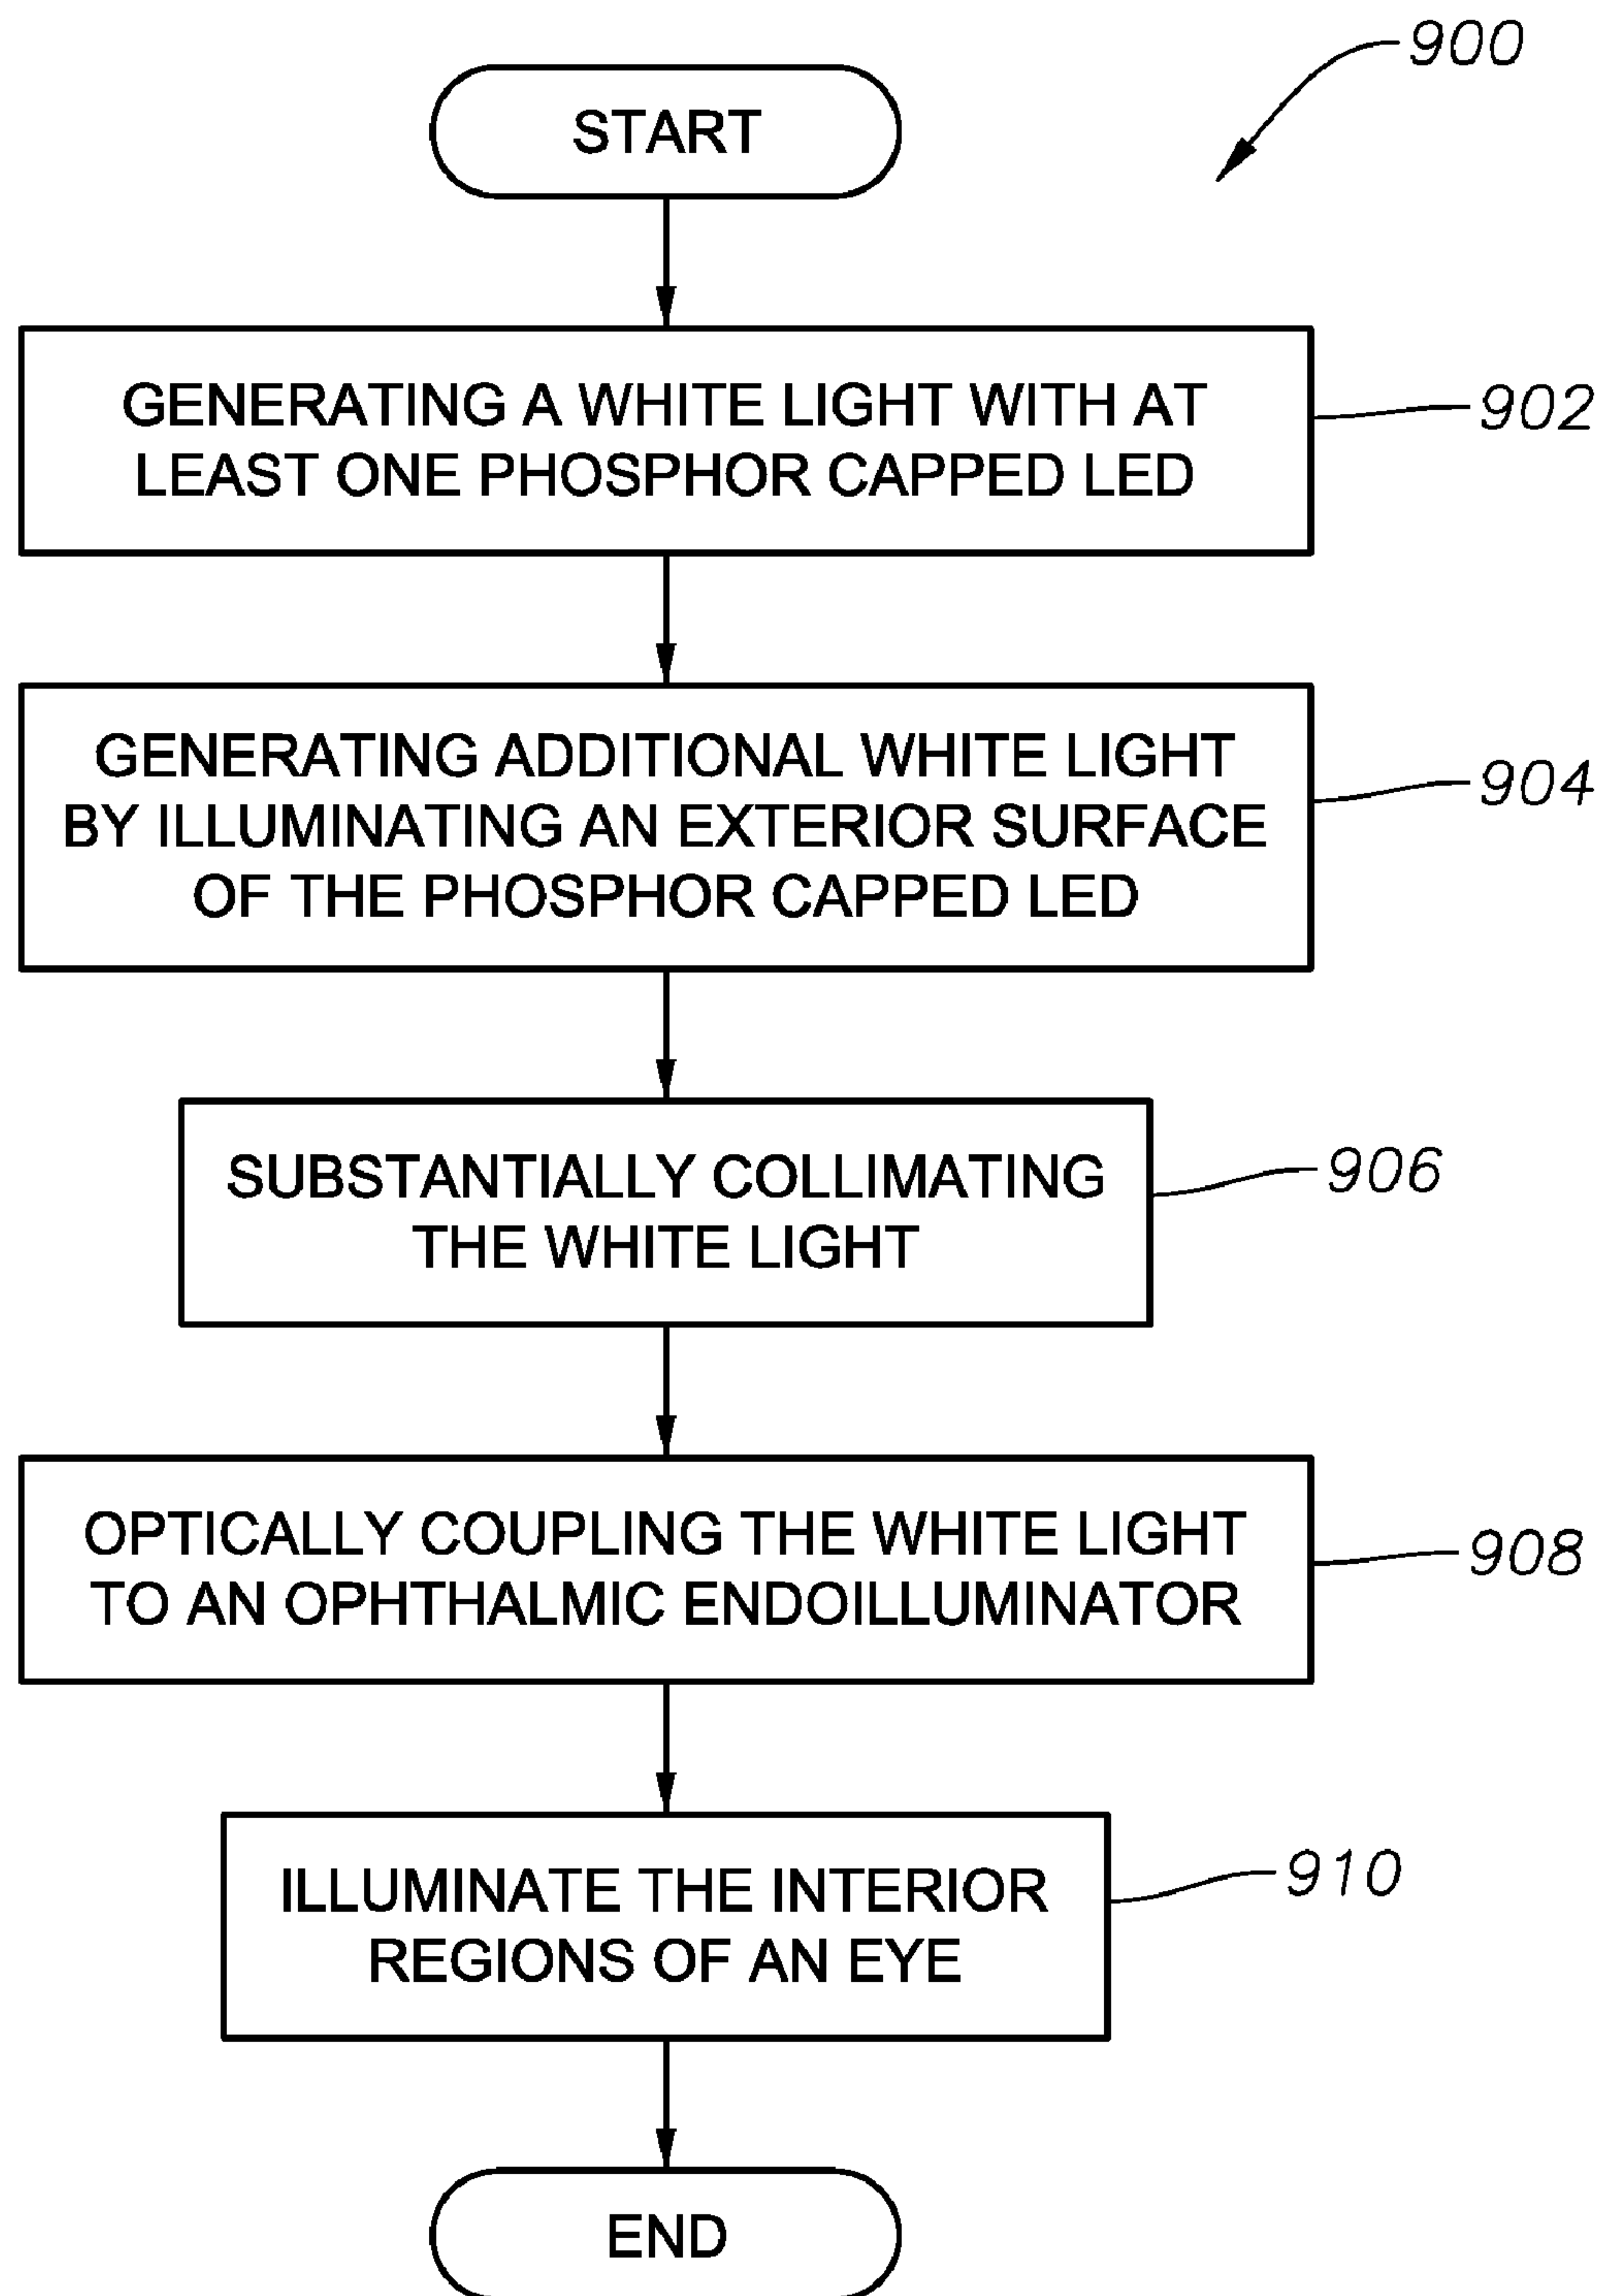 900
START
GENERATING A WHITE LIGHT WITH AT
LEAST ONE PHOSPHOR CAPPED LED
902
GENERATING ADDITIONAL WHITE LIGHT
BY ILLUMINATING AN EXTERIOR SURFACE
OF THE PHOSPHOR CAPPED LED
904
SUBSTANTIALLY COLLIMATING
THE WHITE LIGHT
906
OPTICALLY COUPLING THE WHITE LIGHT
TO AN OPHTHALMIC ENDOILLUMINATOR
908
ILLUMINATE THE INTERIOR
REGIONS OF AN EYE
910
END